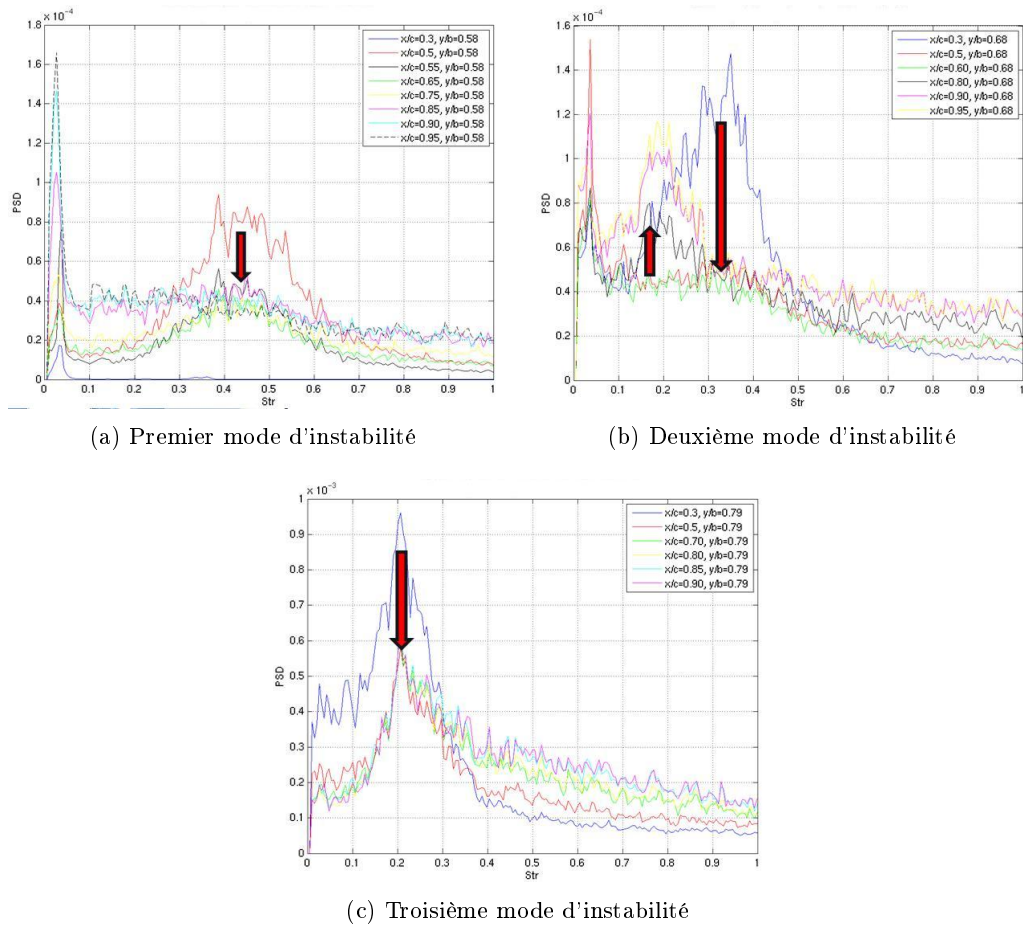 × 10⁻⁴
1.8
1.6
1.4
1.2
1
0.8
0.6
0.4
0.2
0
PSD
0
0.1
0.2
0.3
0.4
0.5
0.6
0.7
0.8
0.9
1
Str
x/c=0.3, y/b=0.58
x/c=0.5, y/b=0.58
x/c=0.55, y/b=0.58
x/c=0.65, y/b=0.58
x/c=0.75, y/b=0.58
x/c=0.85, y/b=0.58
x/c=0.90, y/b=0.58
x/c=0.95, y/b=0.58
(a) Premier mode d'instabilité
× 10⁻⁴
1.6
1.4
1.2
1
0.8
0.6
0.4
0.2
0
PSD
0
0.1
0.2
0.3
0.4
0.5
0.6
0.7
0.8
0.9
1
Str
x/c=0.3, y/b=0.68
x/c=0.5, y/b=0.68
x/c=0.60, y/b=0.68
x/c=0.80, y/b=0.68
x/c=0.90, y/b=0.68
x/c=0.95, y/b=0.68
(b) Deuxième mode d'instabilité
× 10⁻³
1
0.9
0.8
0.7
0.6
0.5
0.4
0.3
0.2
0.1
0
PSD
0
0.1
0.2
0.3
0.4
0.5
0.6
0.7
0.8
0.9
1
Str
x/c=0.3, y/b=0.79
x/c=0.5, y/b=0.79
x/c=0.70, y/b=0.79
x/c=0.80, y/b=0.79
x/c=0.85, y/b=0.79
x/c=0.90, y/b=0.79
(c) Troisième mode d'instabilité